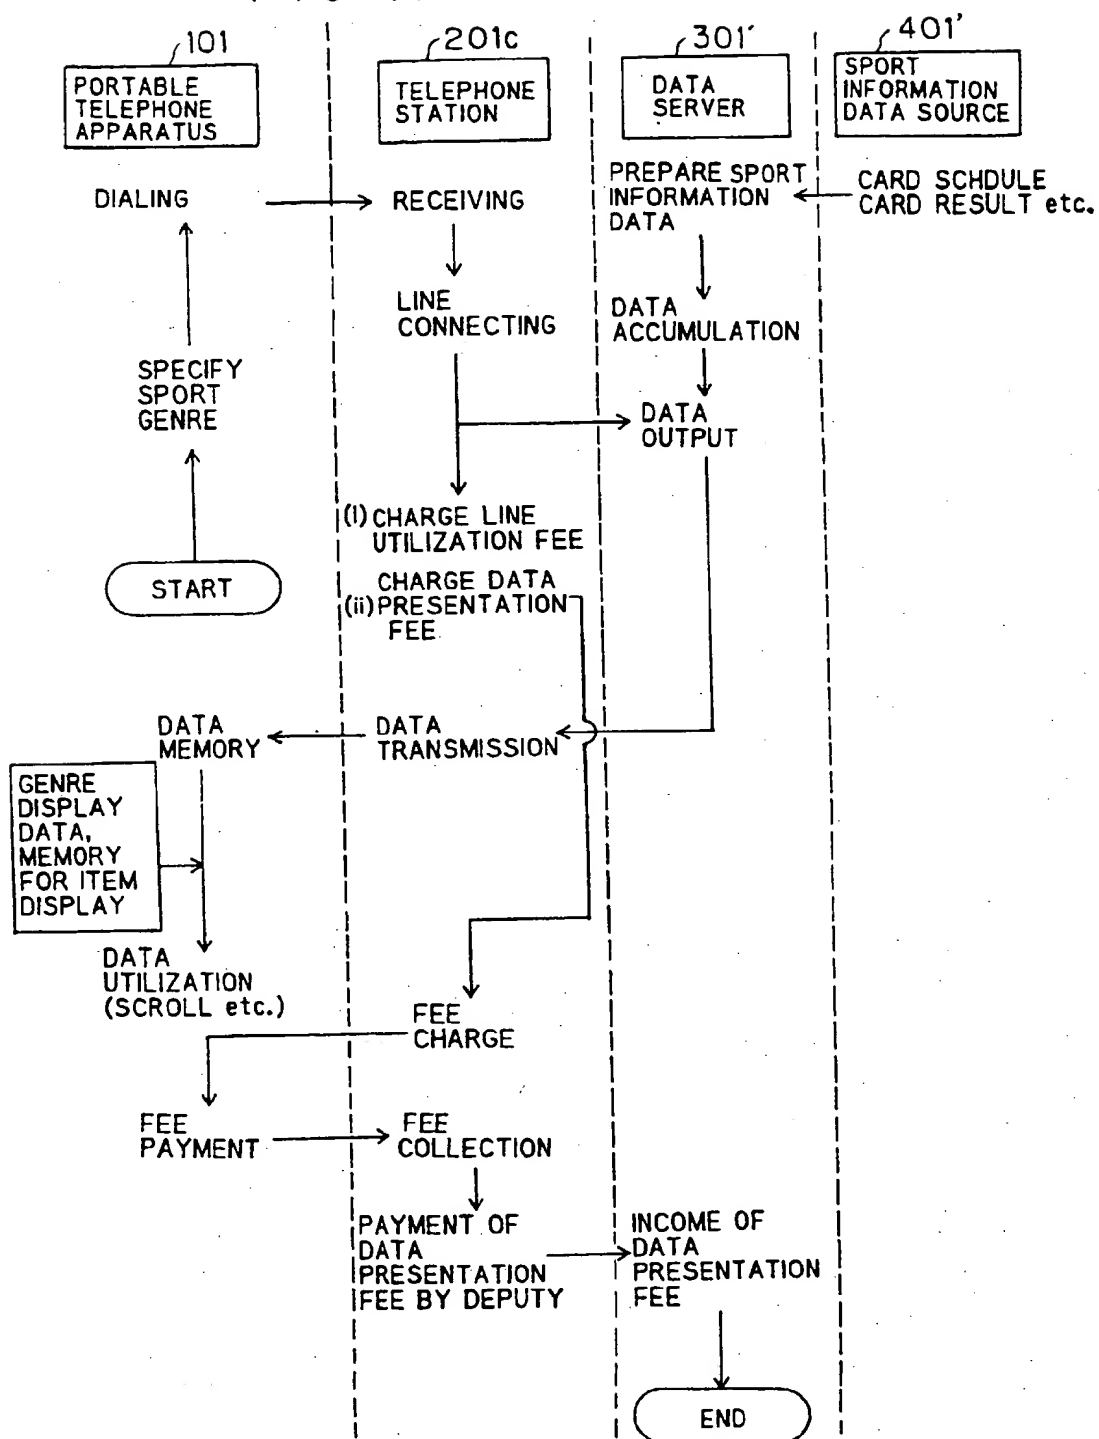 101
PORTABLE
TELEPHONE
APPARATUS
201c
TELEPHONE
STATION
301'
DATA
SERVER
401'
SPORT
INFORMATION
DATA SOURCE
DIALING
RECEIVING
PREPARE SPORT
INFORMATION
DATA
CARD SCHDULE
CARD RESULT etc.
LINE
CONNECTING
DATA
ACCUMULATION
SPECIFY
SPORT
GENRE
DATA
OUTPUT
(i) CHARGE LINE
UTILIZATION FEE
START
CHARGE DATA
(ii) PRESENTATION
FEE
DATA
MEMORY
DATA
TRANSMISSION
GENRE
DISPLAY
DATA,
MEMORY
FOR ITEM
DISPLAY
DATA
UTILIZATION
(SCROLL etc.)
FEE
CHARGE
FEE
PAYMENT
FEE
COLLECTION
PAYMENT OF
DATA
PRESENTATION
FEE BY DEPUTY
INCOME OF
DATA
PRESENTATION
FEE
END